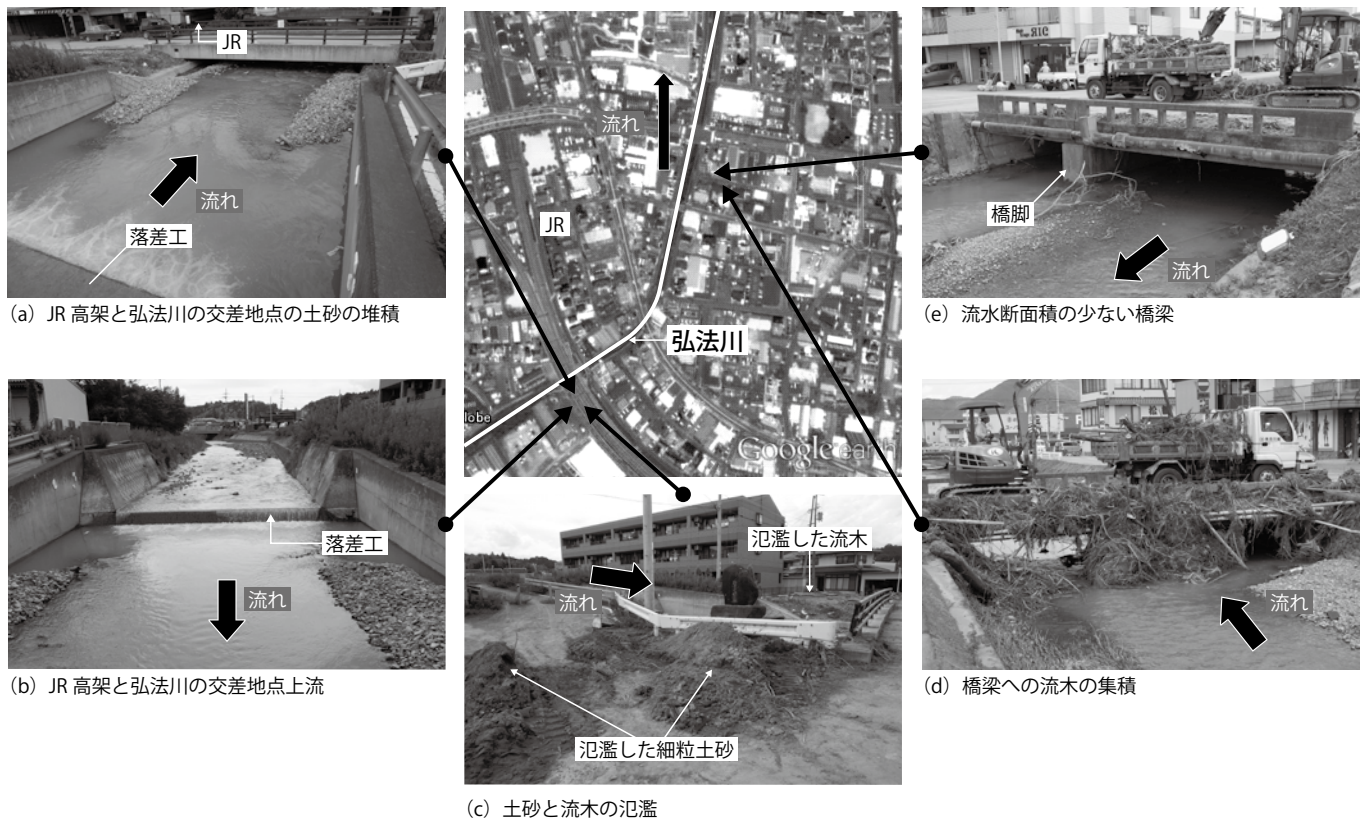 JR
流れ
落差工
(a) JR 高架と弘法川の交差地点の土砂の堆積
落差工
流れ
(b) JR 高架と弘法川の交差地点上流
流れ
JR
弘法川
lobe
Google earth
氾濫した流木
流れ
氾濫した細粒土砂
(c) 土砂と流木の氾濫
橋脚
流れ
(e) 流水断面積の少ない橋梁
流れ
(d) 橋梁への流木の集積